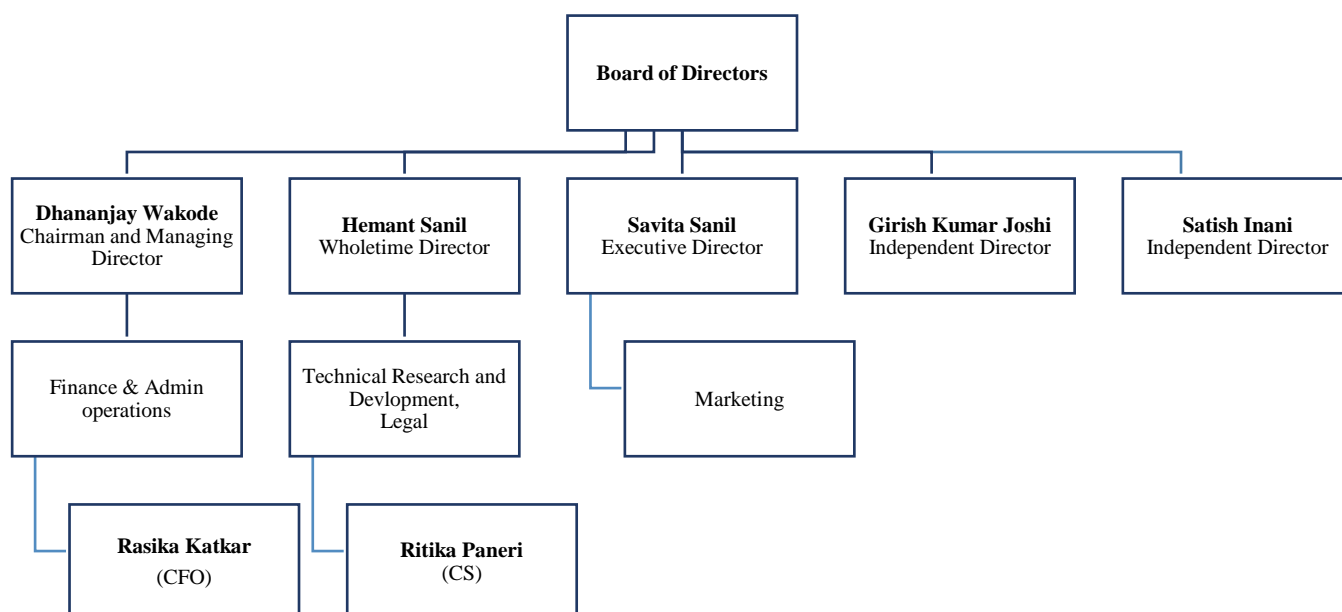 Board of Directors
Dhananjay Wakode
Chairman and Managing
Director
Hemant Sanil
Wholetime Director
Savita Sanil
Executive Director
Girish Kumar Joshi
Independent Director
Satish Inani
Independent Director
Finance & Admin
operations
Technical Research and
Devlopment,
Legal
Marketing
Rasika Katkar
(CFO)
Ritika Paneri
(CS)